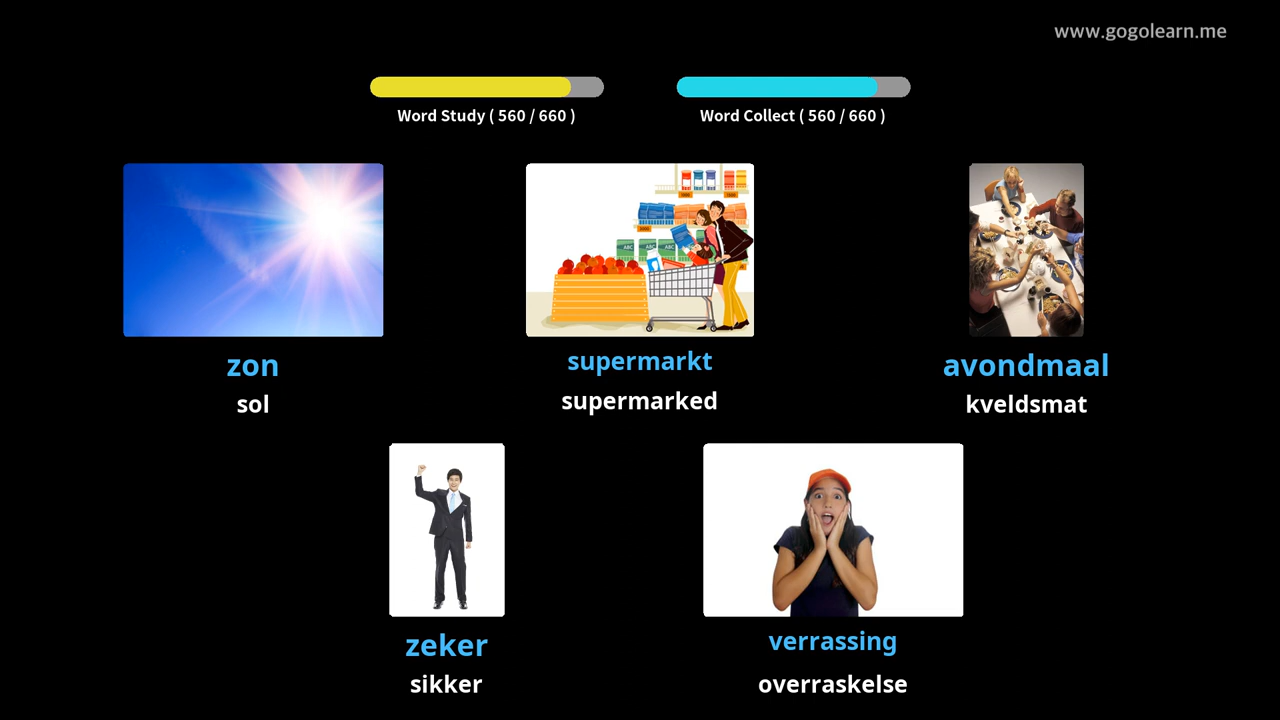 www.gogolearn.me
Word Study ( 560 / 660 )
Word Collect ( 560 / 660 )
zon
sol
supermarkt
supermarked
avondmaal
kveldsmat
zeker
sikker
verrassing
overraskelse